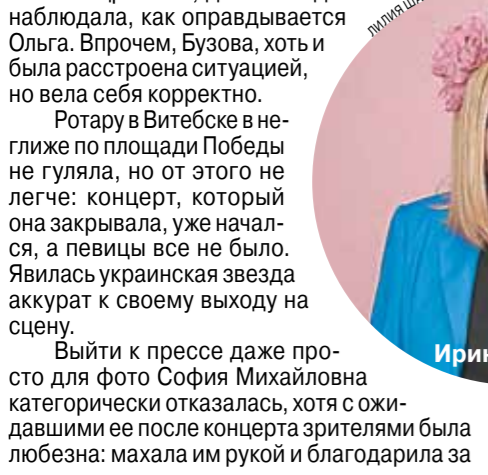 наблюдала, как оправдывается
Ольга. Впрочем, Бузова, хоть и
была расстроена ситуацией,
но вела себя корректно.
Ротару в Витебске в не-
глиже по площади Победы
не гуляла, но от этого не
легче: концерт, который
она закрывала, уже начал-
ся, а певицы все не было.
Явилась украинская звезда
аккурат к своему выходу на
сцену.
Выйти к прессе даже про-
сто для фото София Михайловна
категорически отказалась, хотя с ожи-
давшими ее после концерта зрителями была
любезна: махала им рукой и благодарила за
ЛИЛИЯ